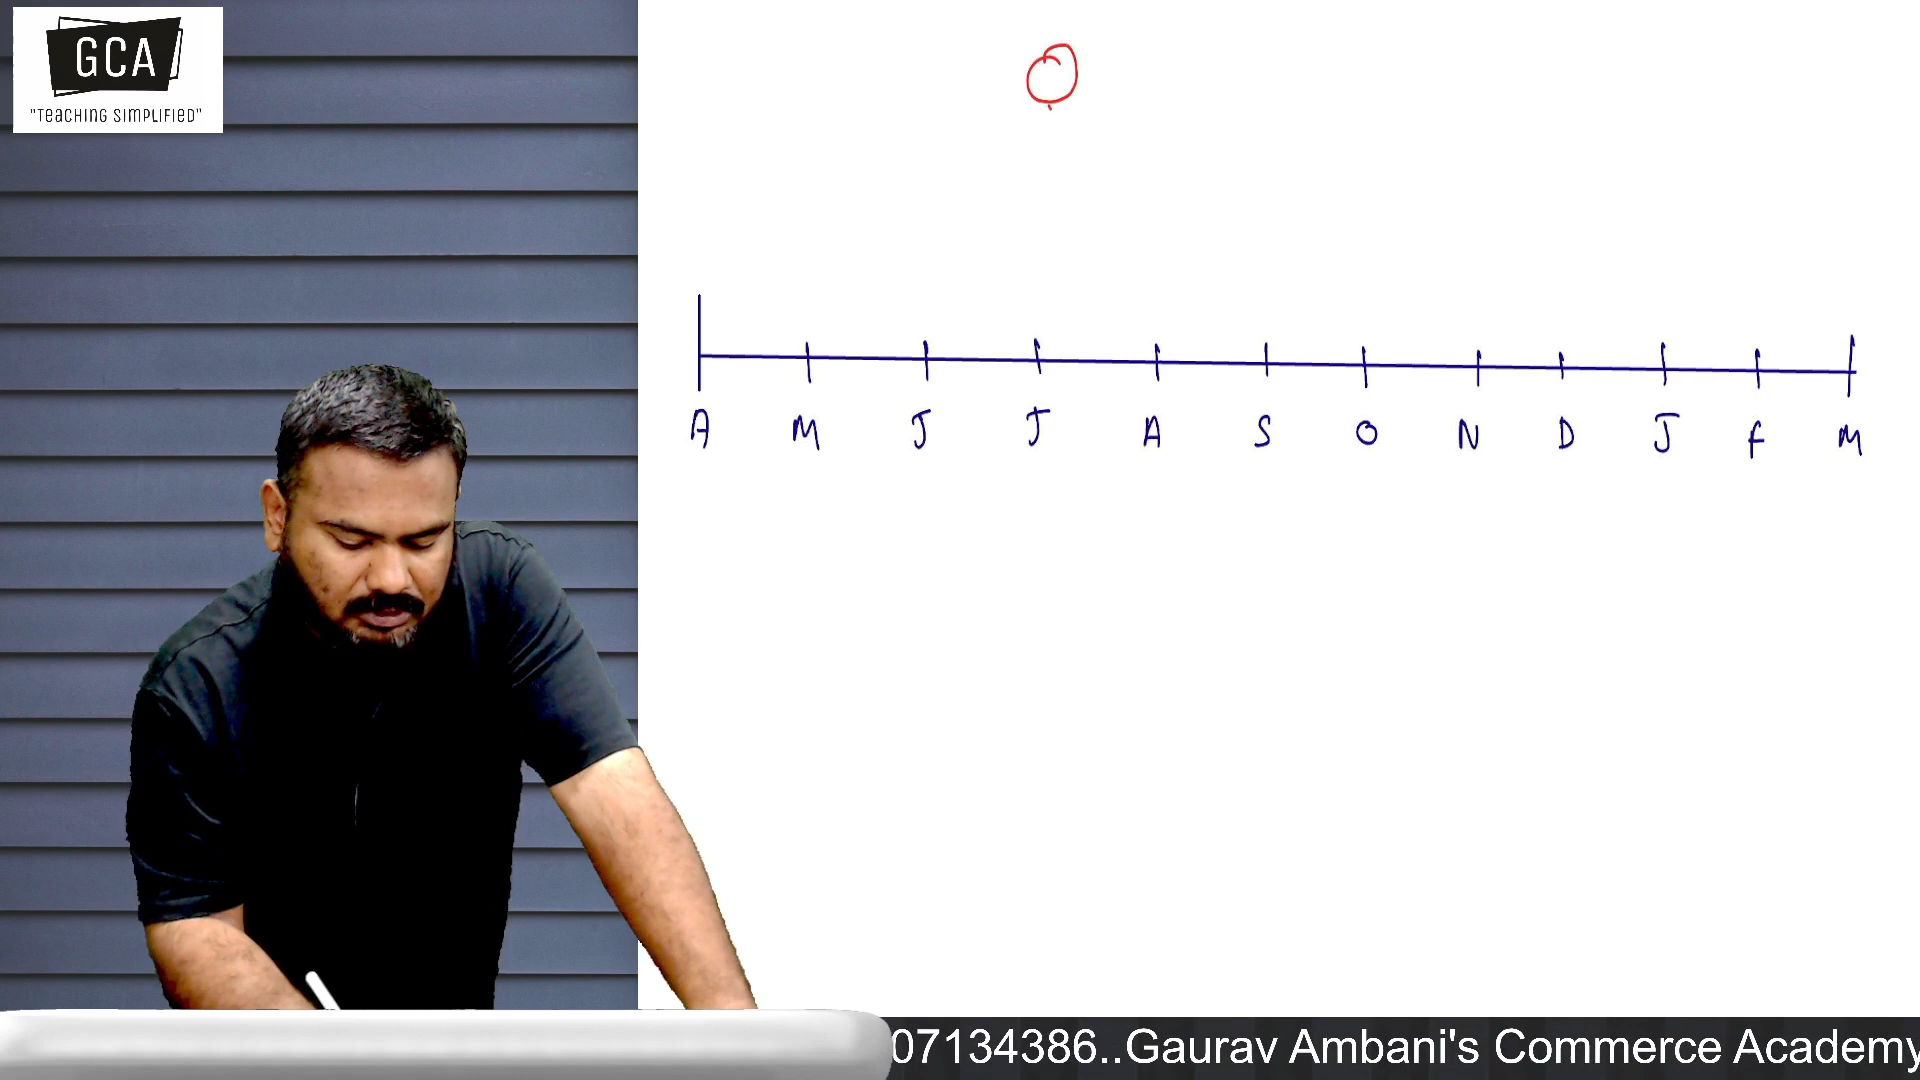 GCA
"TeaCHING SIMPLIFIED"
A M J J A S O N D J F M
07134386..Gaurav Ambani's Commerce Academy